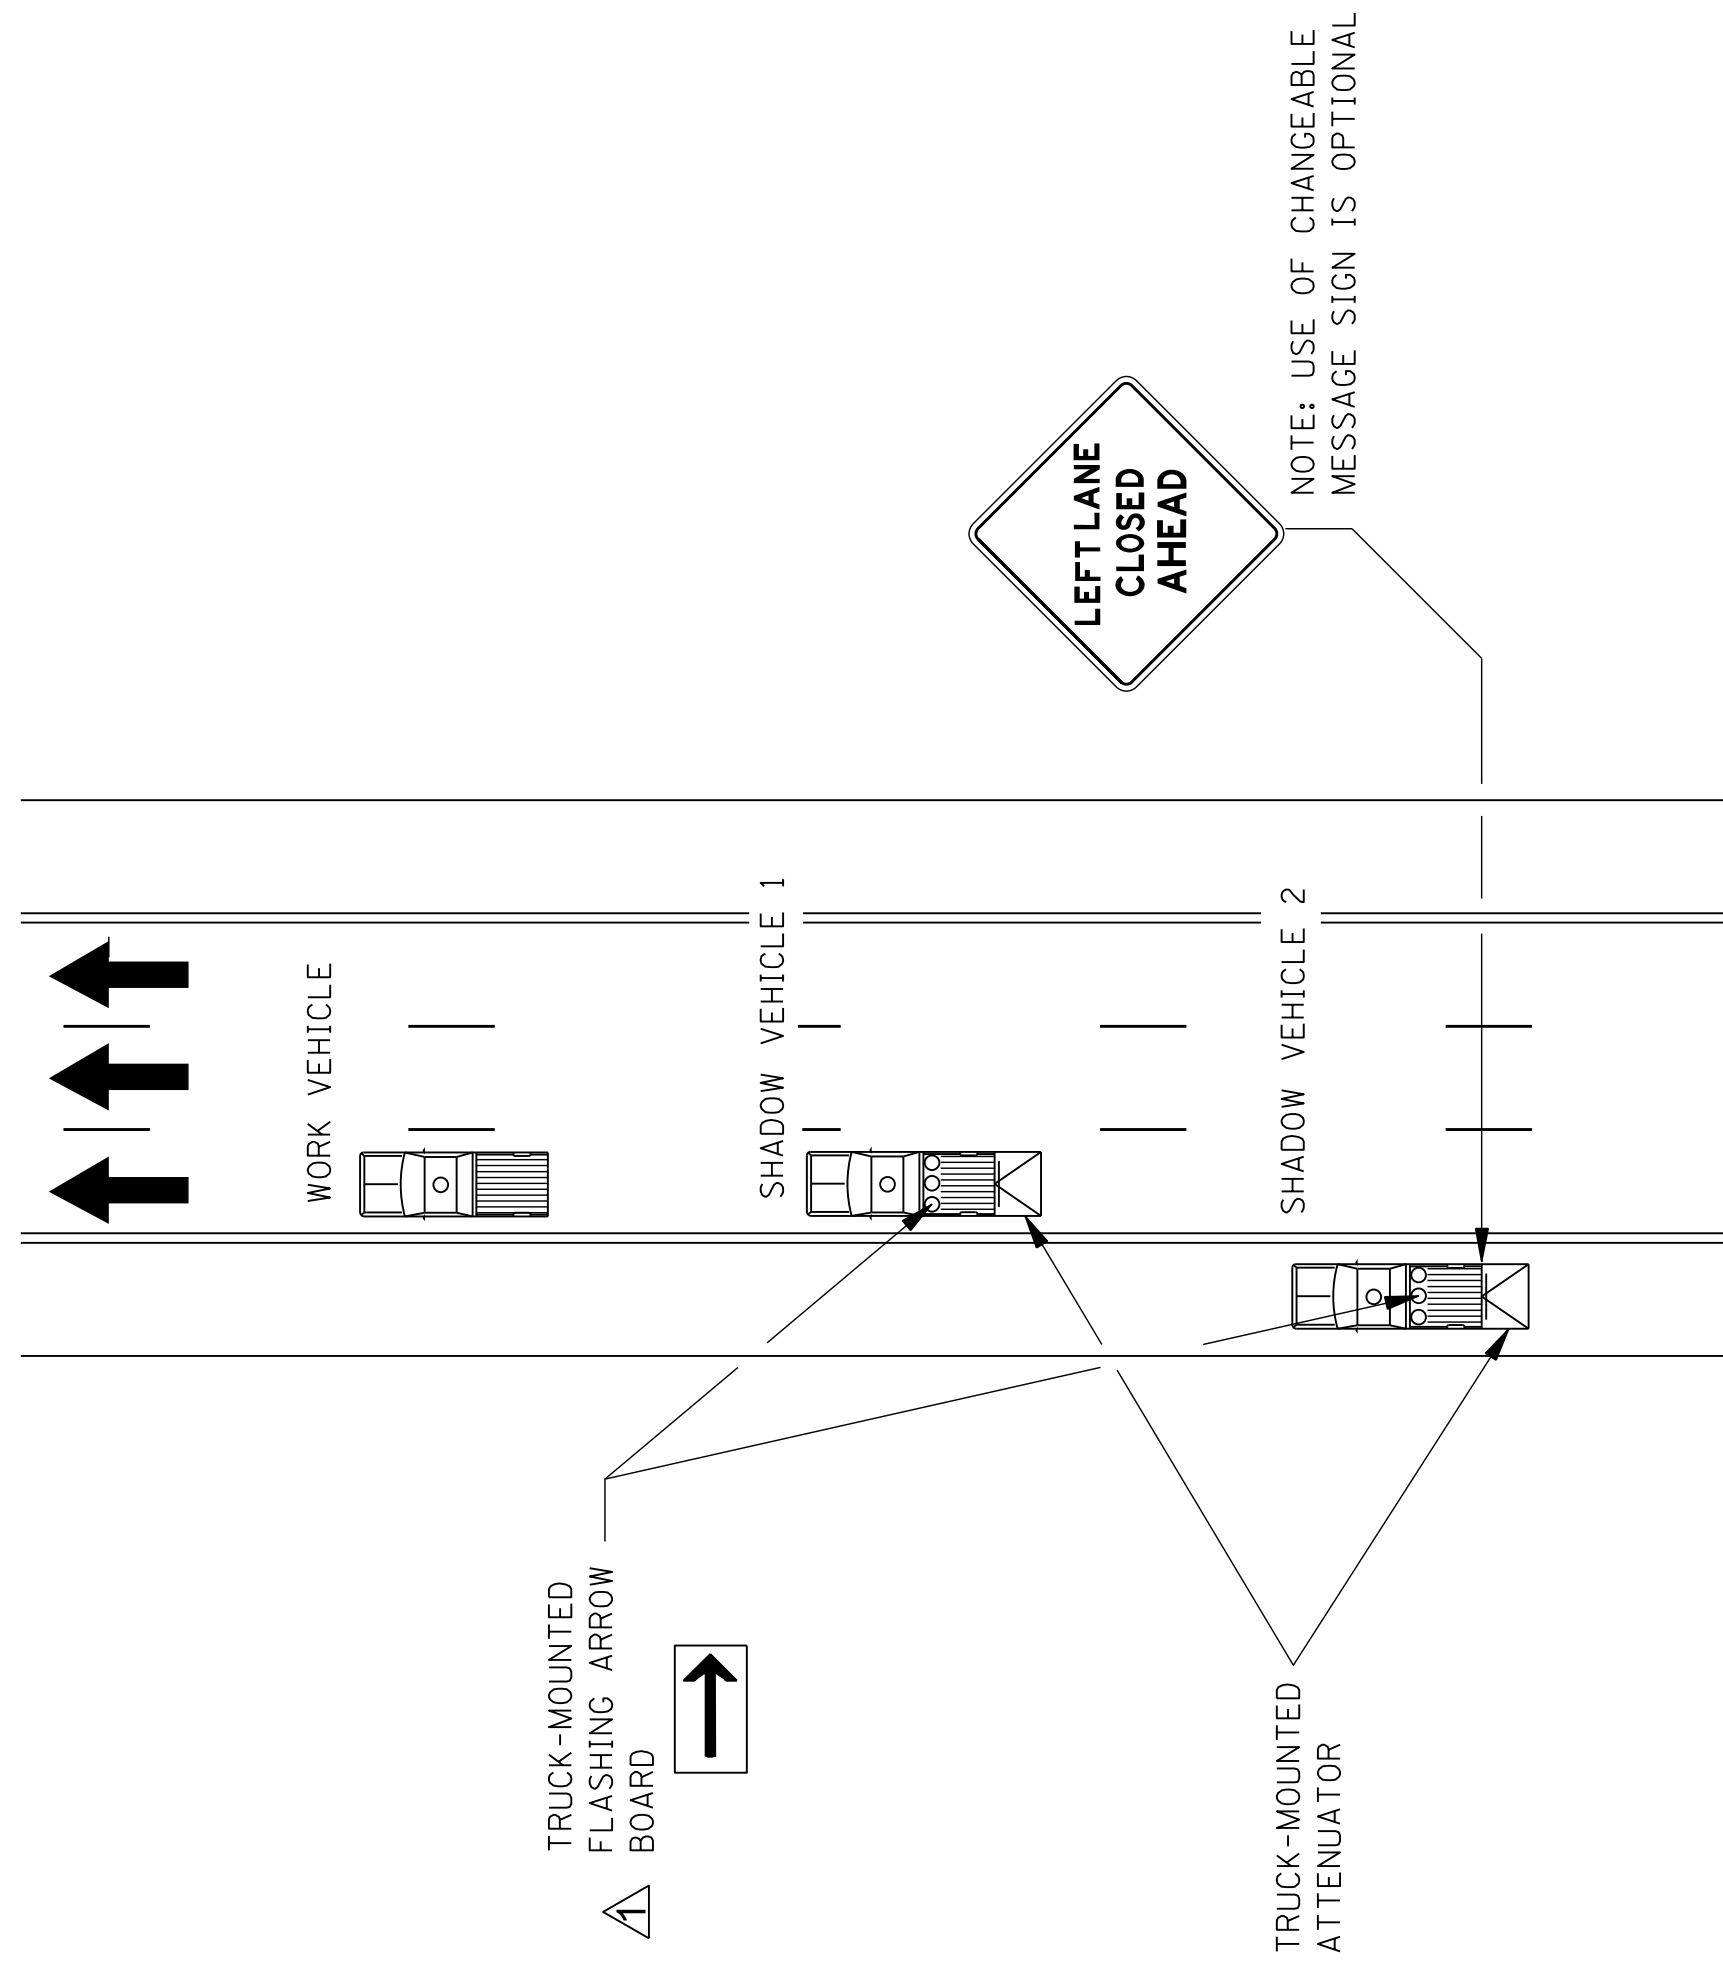 WORK VEHICLE
SHADOW VEHICLE 1
SHADOW VEHICLE 2
LEFT LANE
CLOSED
AHEAD
NOTE: USE OF CHANGEABLE
MESSAGE SIGN IS OPTIONAL
TRUCK-MOUNTED
FLASHING ARROW
BOARD
1
TRUCK-MOUNTED
ATTENUATOR